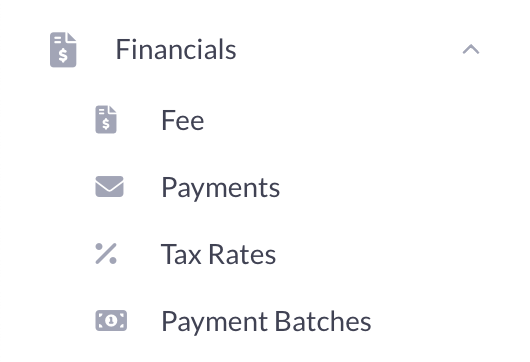 Financials
Fee
Payments
Tax Rates
Payment Batches